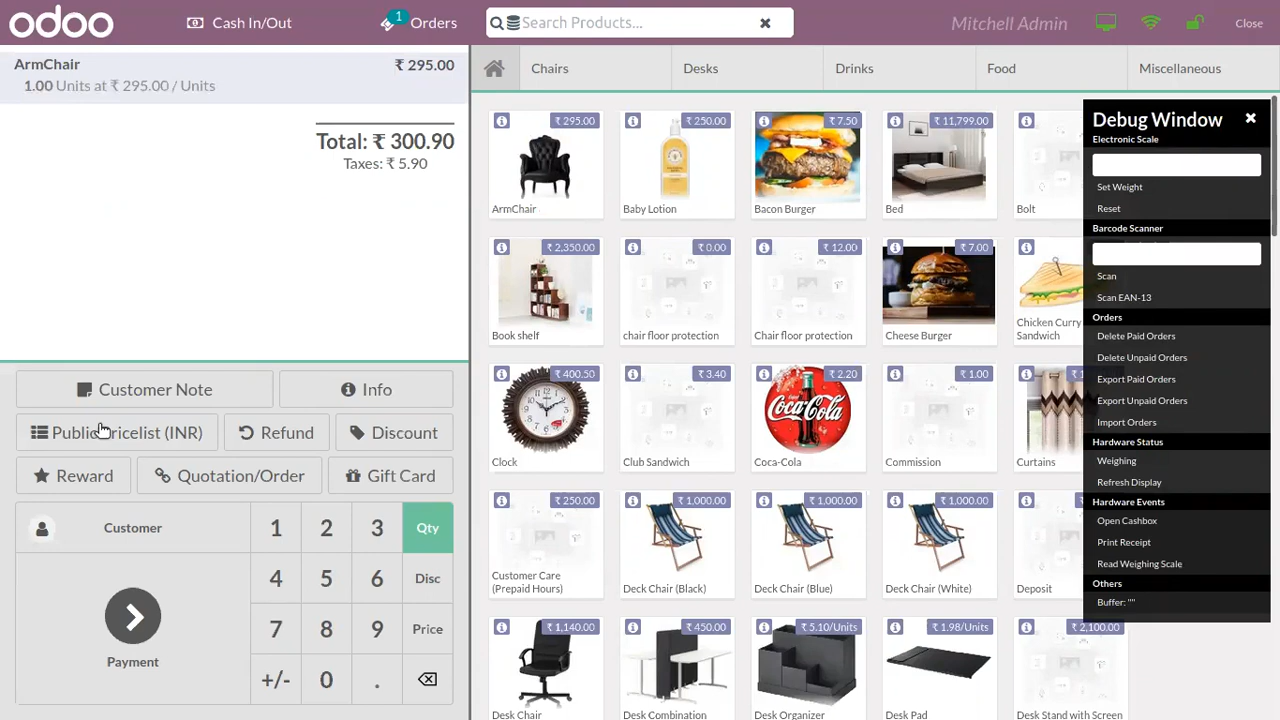 odoo
Cash In/Out
1
Orders
Search Products...
Mitchell Admin
Close
ArmChair
₹ 295.00
1.00 Units at ₹ 295.00 / Units
Total: ₹ 300.90
Taxes: ₹ 5.90
Customer Note
Info
Public Pricelist (INR)
Refund
Discount
Reward
Quotation/Order
Gift Card
Customer
1
2
3
Qty
4
5
6
Disc
Payment
7
8
9
Price
+/-
0
.
Chairs
Desks
Drinks
Food
Miscellaneous
₹ 295.00
ArmChair
₹ 250.00
Baby Lotion
₹ 7.50
Bacon Burger
₹ 11,799.00
Bed
Bolt
₹ 2,350.00
Book shelf
₹ 0.00
chair floor protection
₹ 12.00
Chair floor protection
₹ 7.00
Cheese Burger
Chicken Curry
Sandwich
₹ 400.50
Clock
₹ 3.40
Club Sandwich
₹ 2.20
Coca-Cola
Coca-Cola
₹ 1.00
Commission
Curtains
₹ 250.00
Customer Care
(Prepaid Hours)
₹ 1,000.00
Deck Chair (Black)
₹ 1,000.00
Deck Chair (Blue)
₹ 1,000.00
Deck Chair (White)
Deposit
₹ 1,140.00
Desk Chair
₹ 450.00
Desk Combination
₹ 5.10/Units
Desk Organizer
₹ 1.98/Units
Desk Pad
₹ 2,100.00
Desk Stand with Screen
Debug Window
Electronic Scale
Set Weight
Reset
Barcode Scanner
Scan
Scan EAN-13
Orders
Delete Paid Orders
Delete Unpaid Orders
Export Paid Orders
Export Unpaid Orders
Import Orders
Hardware Status
Weighing
Refresh Display
Hardware Events
Open Cashbox
Print Receipt
Read Weighing Scale
Others
Buffer: ""